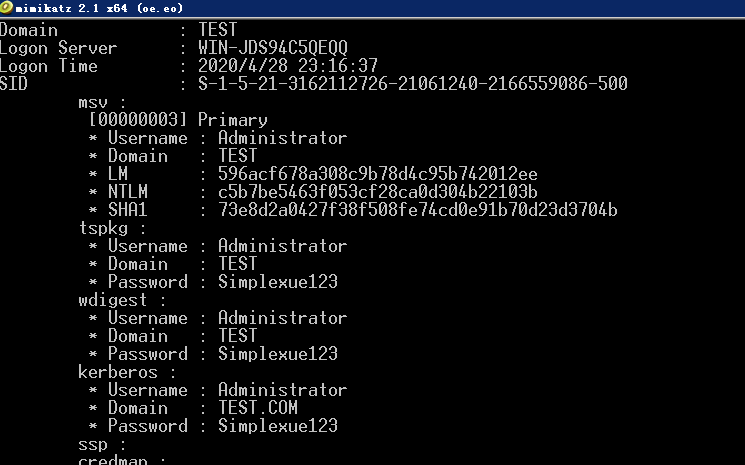 mimikatz 2.1 x64 (oe.eo)
Domain            : TEST
Logon Server      : WIN-JDS94C5QEQQ
Logon Time        : 2020/4/28 23:16:37
SID               : S-1-5-21-3162112726-21061240-2166559086-500
        msv :
         [00000003] Primary
         * Username : Administrator
         * Domain   : TEST
         * LM       : 596acf678a308c9b78d4c95b742012ee
         * NTLM     : c5b7be5463f053cf28ca0d304b22103b
         * SHA1     : 73e8d2a0427f38f508fe74cd0e91b70d23d3704b
        tspkg :
         * Username : Administrator
         * Domain   : TEST
         * Password : Simplexue123
        wdigest :
         * Username : Administrator
         * Domain   : TEST
         * Password : Simplexue123
        kerberos :
         * Username : Administrator
         * Domain   : TEST.COM
         * Password : Simplexue123
        ssp :
        credman :